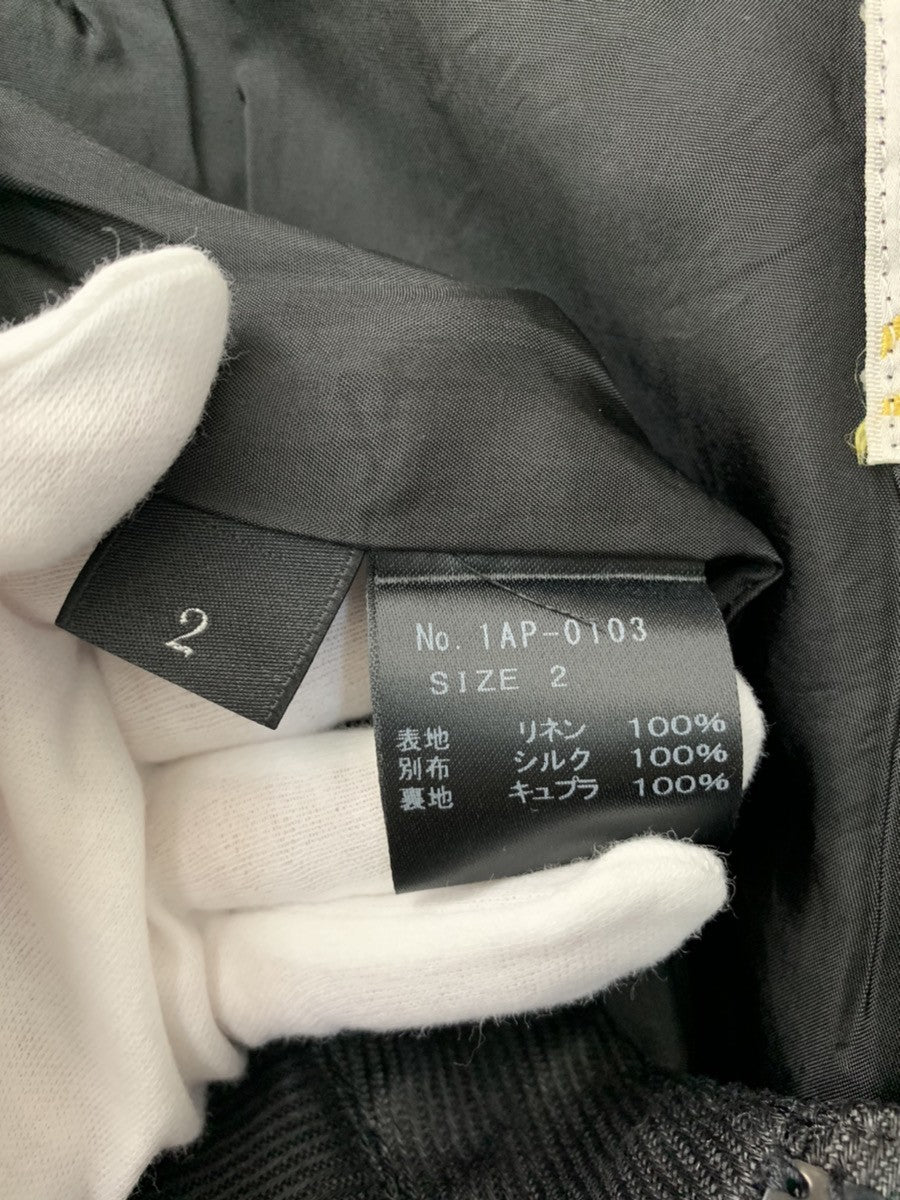 2
No. 1AP-0103
SIZE 2
表地 リネン 100%
別布 シルク 100%
裏地 キュプラ 100%